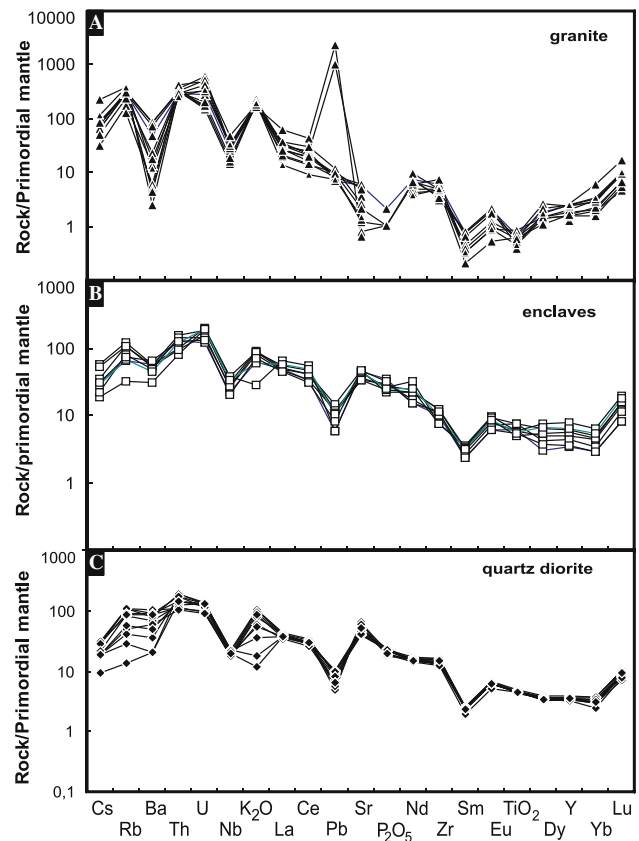 A
granite
10000
1000
100
10
1
Rock/Primordial mantle
B
enclaves
1000
100
10
1
Rock/primordial mantle
C
quartz diorite
1000
100
10
1
0,1
Rock/Primordial mantle
Cs Ba U K₂O Ce Sr Nd Sm TiO₂ Y Lu
Rb Th Nb La Pb P₂O₅ Zr Eu Dy Yb